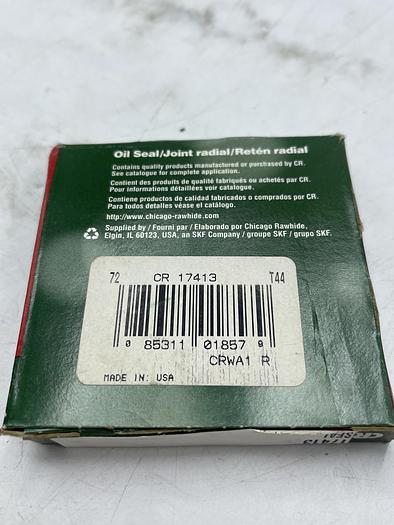 Oil Seal/Joint radial/Retén radial
Contains quality products manufactured or purchased by CR.
See catalogue for complete application.
Contient des produits de qualité fabriqués ou achetés par CR.
Pour informations détaillées voir catalogue.
Contiene productos de calidad fabricados o comprados por CR.
Para todos detalles véase el catálogo.
http://www.chicago-rawhide.com
Supplied by / Fourni par / Elaborado por Chicago Rawhide,
Elgin, IL 60123, USA, an SKF Company / groupe SKF / grupo SKF.
72 CR 17413 T44
0 85311 01857 9
CRWA1 R
MADE IN: USA
17413